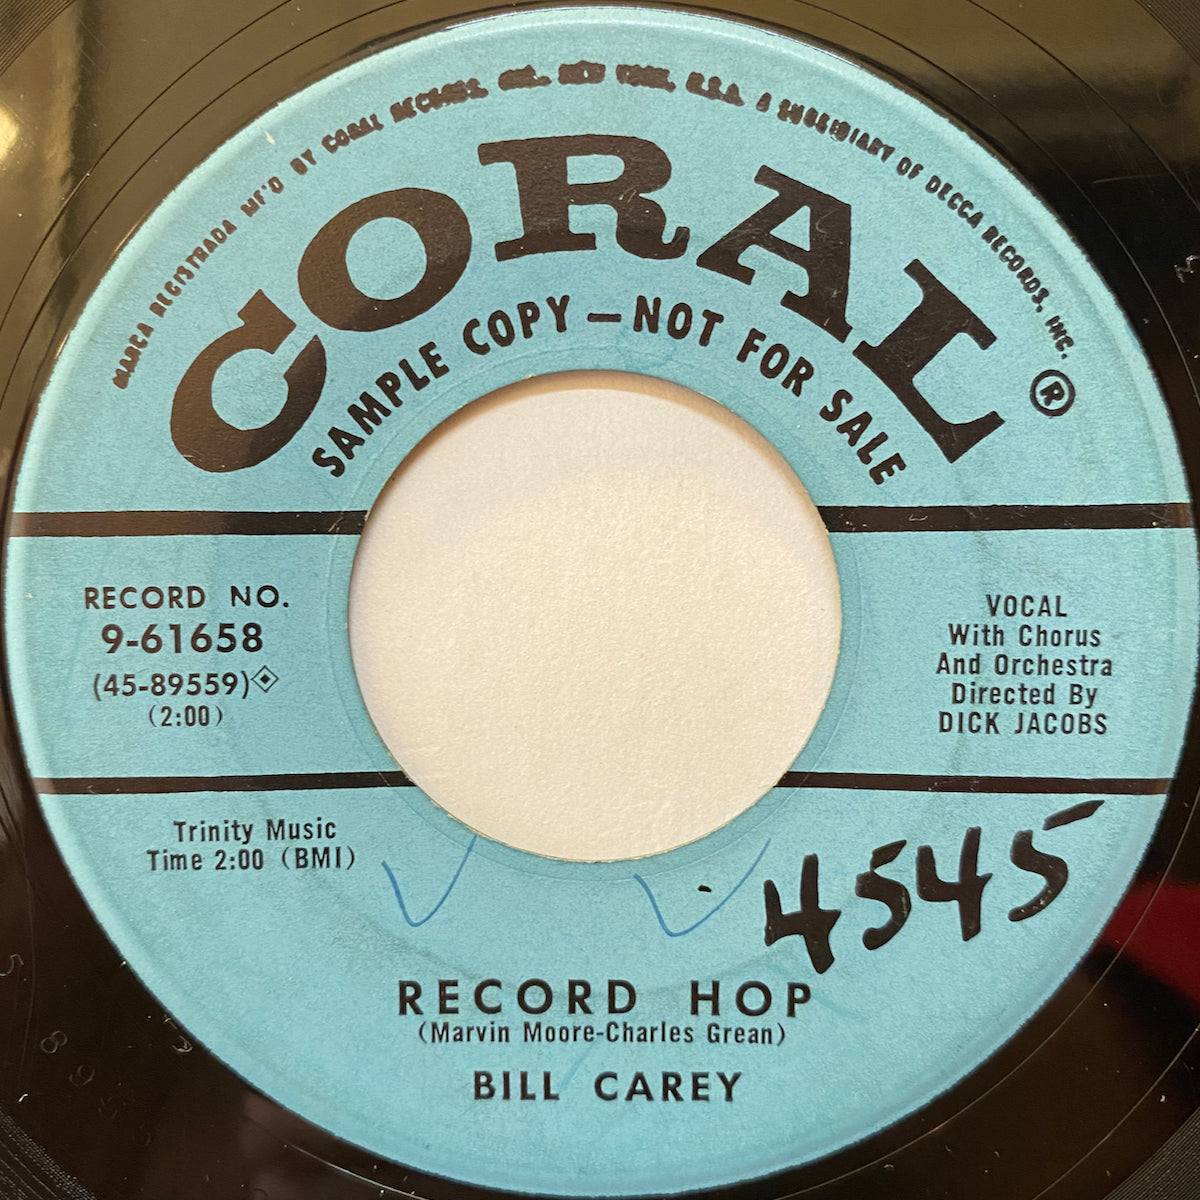 MARCA REGISTRADA MF'D BY CORAL RECORDS, INC., NEW YORK, U.S.A. A SUBSIDIARY OF DECCA RECORDS, INC.
CORAL ®
SAMPLE COPY — NOT FOR SALE
RECORD NO.
9-61658
(45-89559)
(2:00)
VOCAL
With Chorus
And Orchestra
Directed By
DICK JACOBS
Trinity Music
Time 2:00 (BMI)
4545
RECORD HOP
(Marvin Moore-Charles Grean)
BILL CAREY